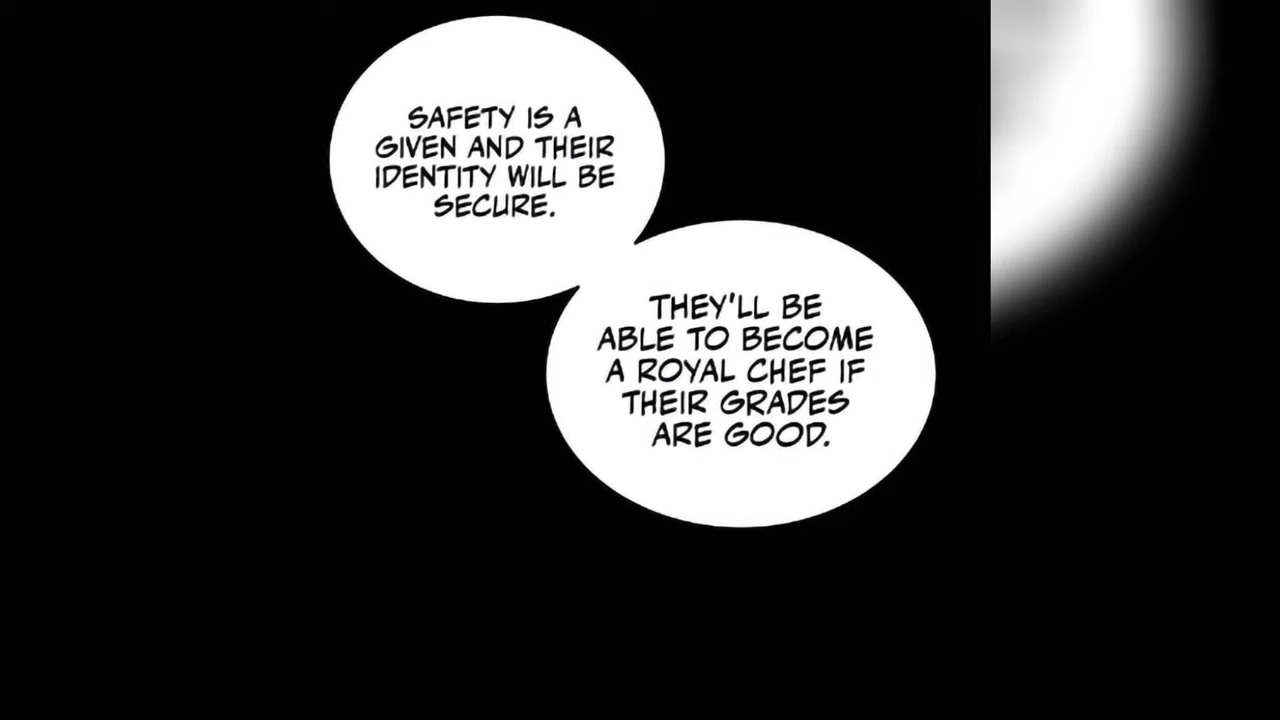 SAFETY IS A
GIVEN AND THEIR
IDENTITY WILL BE
SECURE.
THEY'LL BE
ABLE TO BECOME
A ROYAL CHEF IF
THEIR GRADES
ARE GOOD.